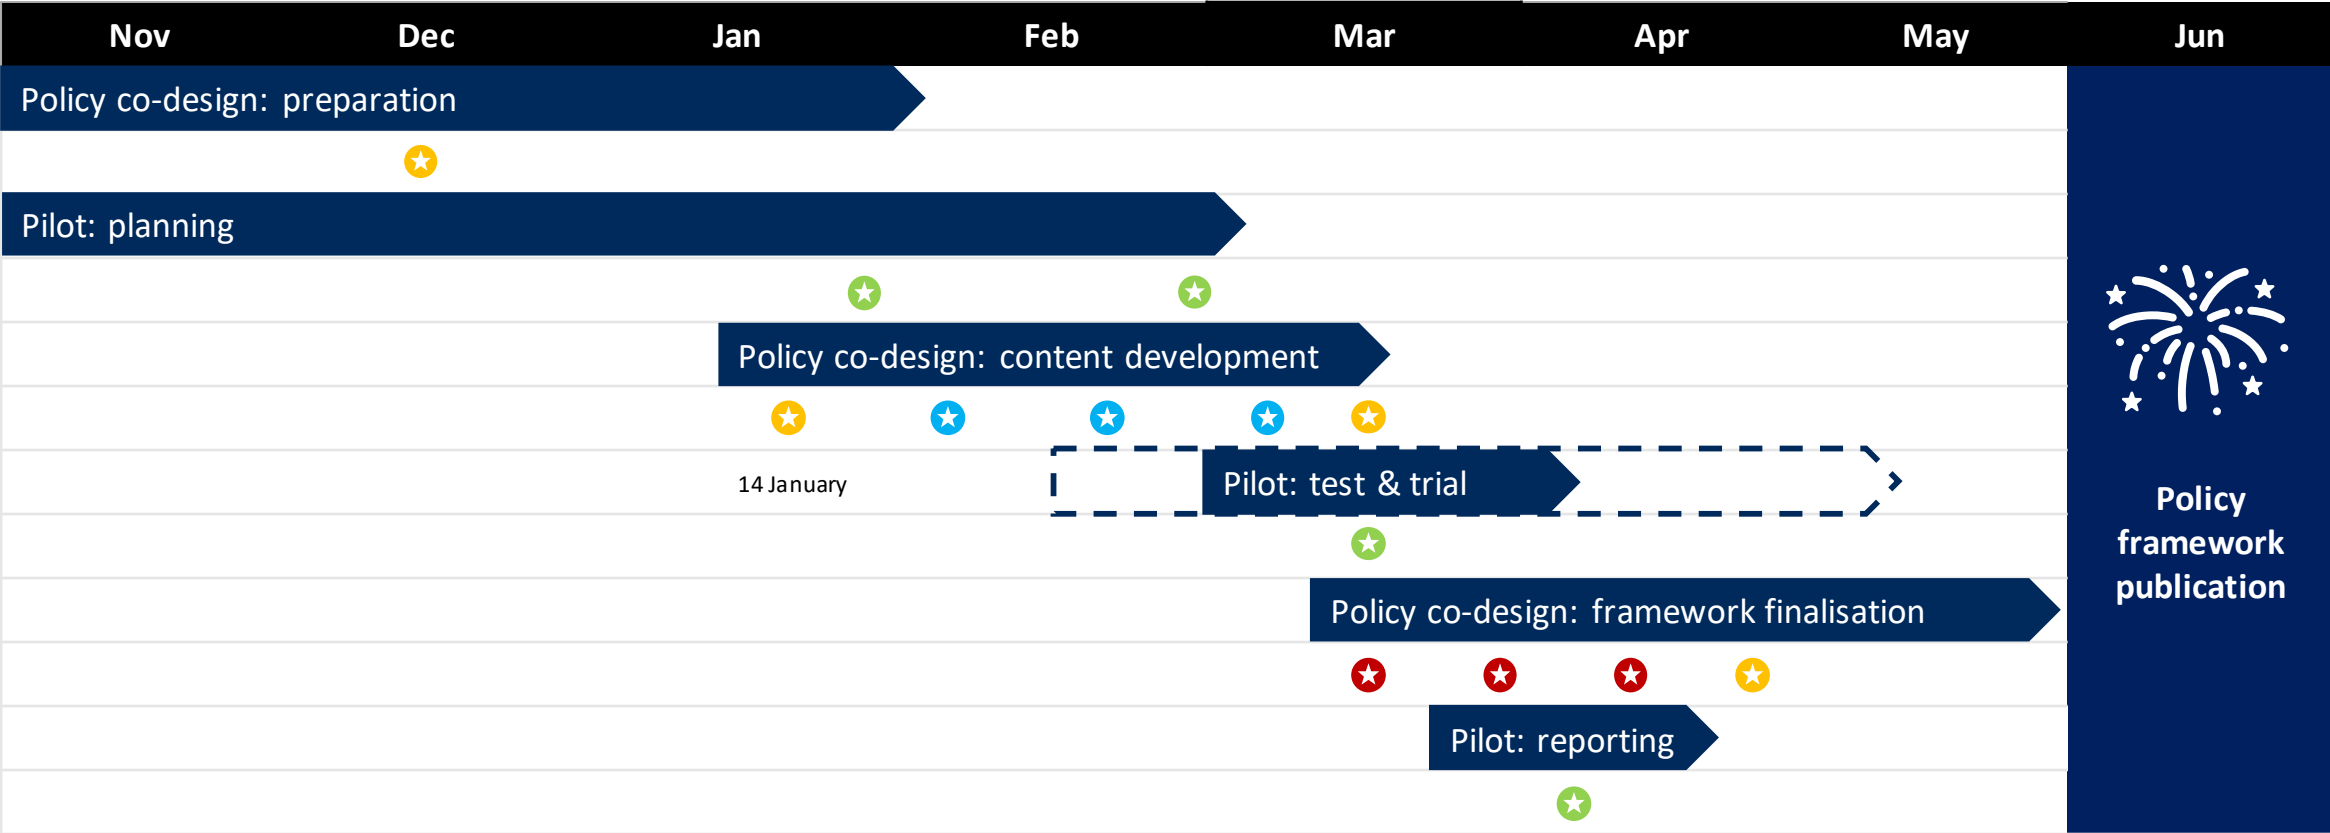 Nov Dec Jan Feb Mar Apr May Jun
Policy co-design: preparation
Pilot: planning
Policy co-design: content development
14 January
Pilot: test & trial
Policy co-design: framework finalisation
Pilot: reporting
Policy
framework
publication